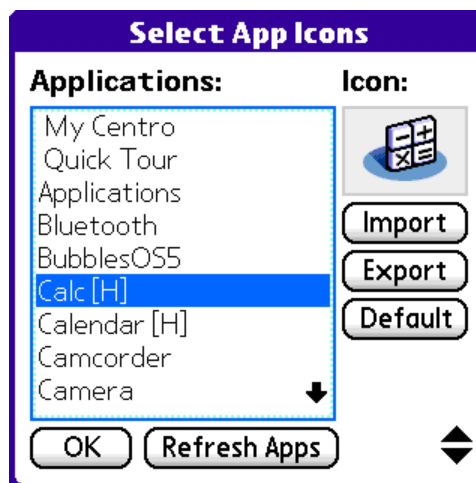 Select App Icons
Applications: Icon:
My Centro
Quick Tour
Applications
Bluetooth
BubblesOS5
Calc [H]
Calendar [H]
Camcorder
Camera
Import
Export
Default
OK Refresh Apps